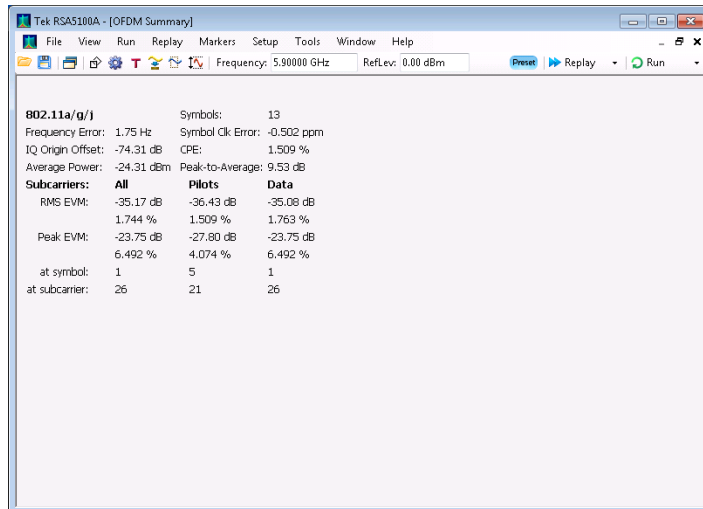 Tek RSA5100A - [OFDM Summary]
File View Run Replay Markers Setup Tools Window Help
T Frequency: 5.90000 GHz RefLev: 0.00 dBm Preset Replay Run
802.11a/g/j Symbols: 13
Frequency Error: 1.75 Hz Symbol Clk Error: -0.502 ppm
IQ Origin Offset: -74.31 dB CPE: 1.509 %
Average Power: -24.31 dBm Peak-to-Average: 9.53 dB
Subcarriers: All Pilots Data
RMS EVM: -35.17 dB -36.43 dB -35.08 dB
1.744 % 1.509 % 1.763 %
Peak EVM: -23.75 dB -27.80 dB -23.75 dB
6.492 % 4.074 % 6.492 %
at symbol: 1 5 1
at subcarrier: 26 21 26